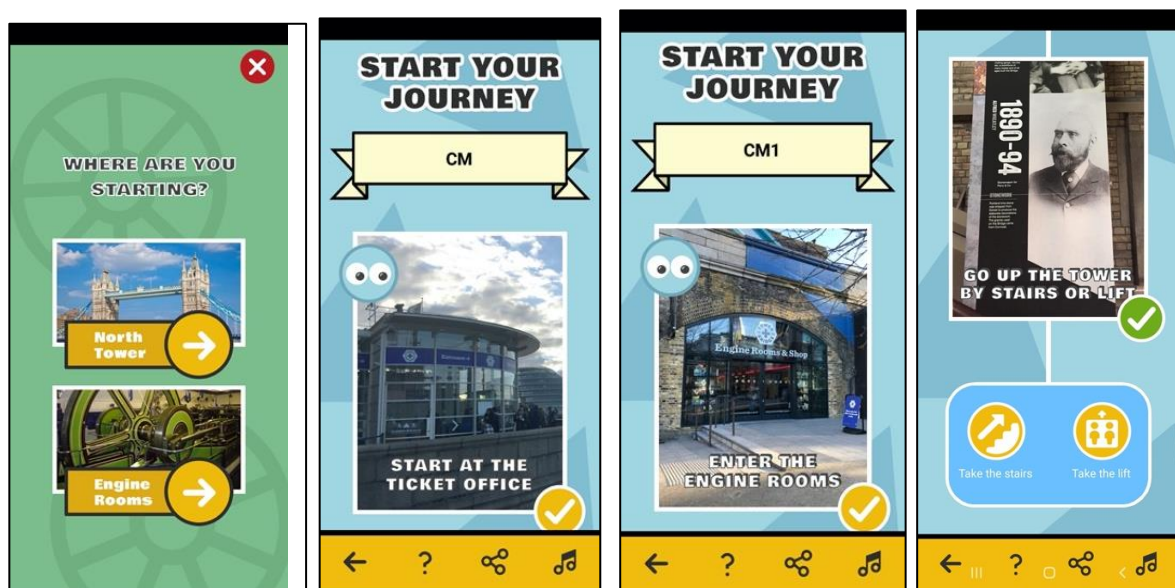 WHERE ARE YOU
STARTING?
North
Tower
Engine
Rooms
START YOUR
JOURNEY
CM
START AT THE
TICKET OFFICE
START YOUR
JOURNEY
CM1
Engine Rooms & Shop
ENTER THE
ENGINE ROOMS
1890-94
GO UP THE TOWER
BY STAIRS OR LIFT
Take the stairs
Take the lift
?
?
?